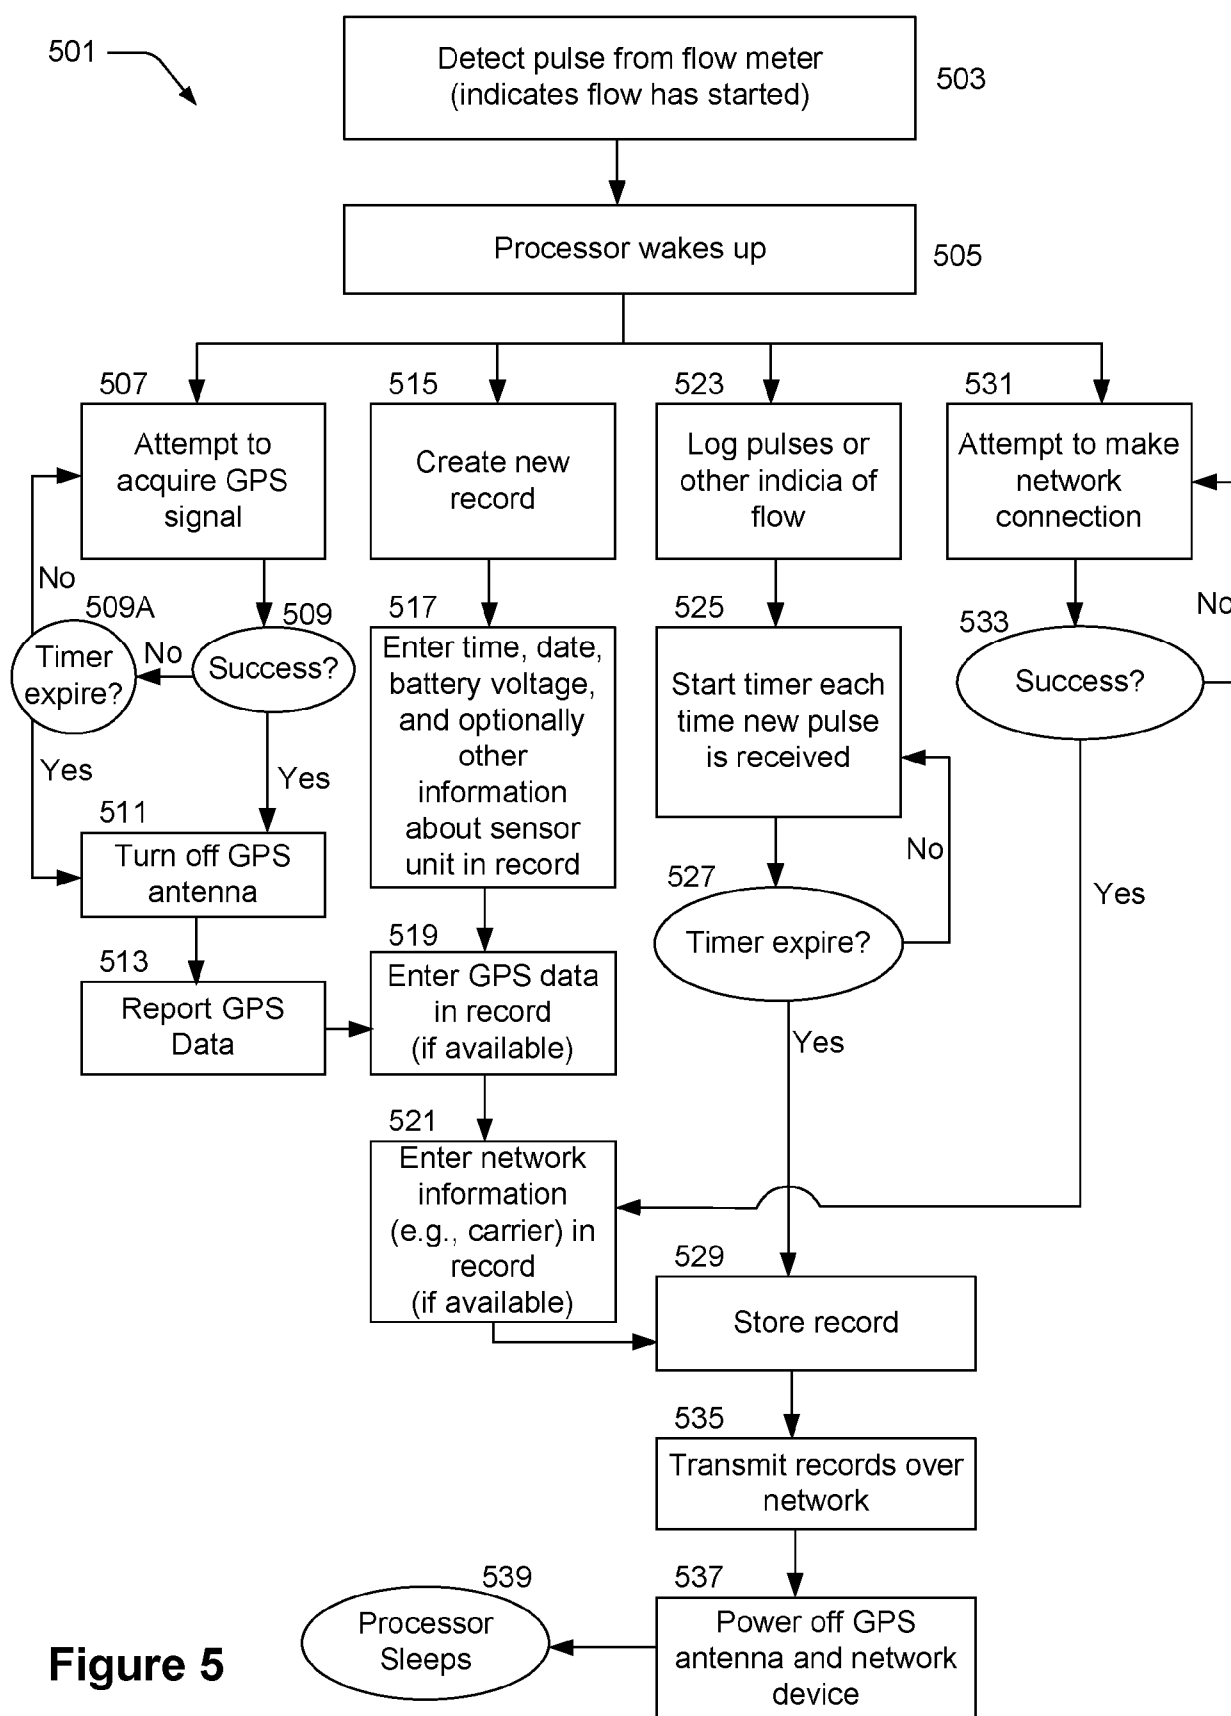 501
Detect pulse from flow meter
(indicates flow has started)
503
Processor wakes up
505
507
Attempt to
acquire GPS
signal
No
509A
Timer
expire?
No
509
Success?
Yes
Yes
511
Turn off GPS
antenna
513
Report GPS
Data
515
Create new
record
517
Enter time, date,
battery voltage,
and optionally
other
information
about sensor
unit in record
519
Enter GPS data
in record
(if available)
521
Enter network
information
(e.g., carrier) in
record
(if available)
523
Log pulses or
other indicia of
flow
525
Start timer each
time new pulse
is received
No
527
Timer expire?
Yes
531
Attempt to make
network
connection
No
533
Success?
Yes
529
Store record
535
Transmit records over
network
537
Power off GPS
antenna and network
device
539
Processor
Sleeps
Figure 5